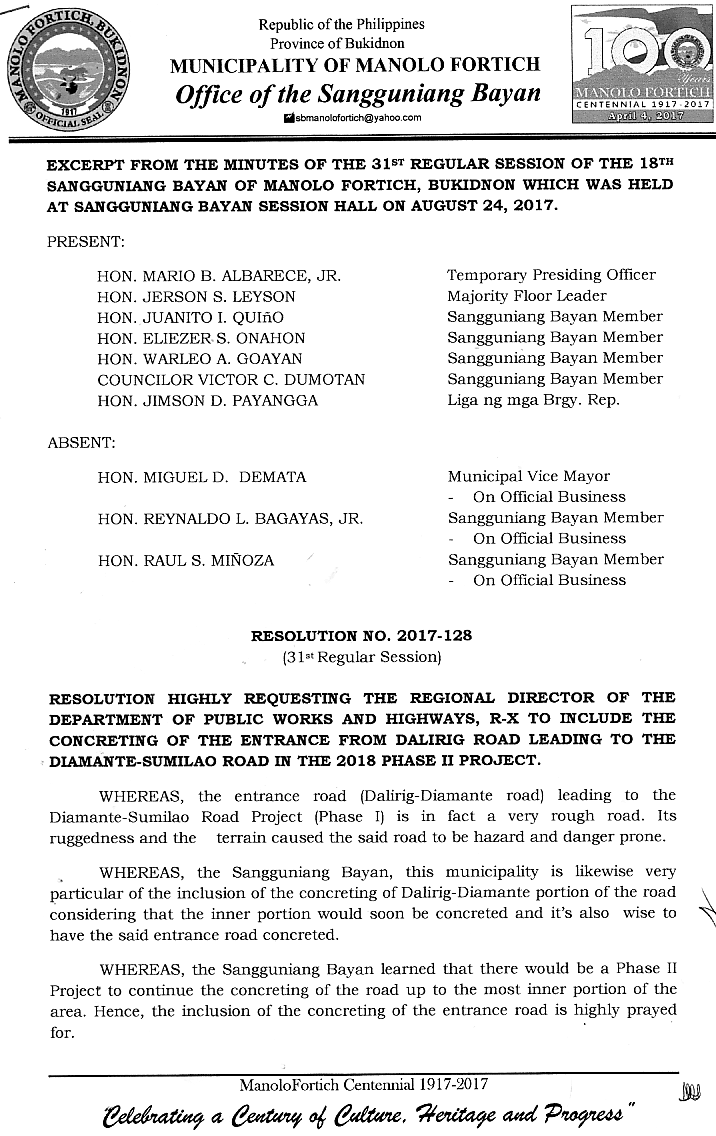 MANOLO FORTICH, BUKIDNON
1917
OFFICIAL SEAL
Republic of the Philippines
Province of Bukidnon
MUNICIPALITY OF MANOLO FORTICH
Office of the Sangguniang Bayan
sbmanolofortich@yahoo.com
100
Years
MANOLO FORTICH
CENTENNIAL 1917-2017
April 4, 2017
EXCERPT FROM THE MINUTES OF THE 31ST REGULAR SESSION OF THE 18TH
SANGGUNIANG BAYAN OF MANOLO FORTICH, BUKIDNON WHICH WAS HELD
AT SANGGUNIANG BAYAN SESSION HALL ON AUGUST 24, 2017.
PRESENT:
HON. MARIO B. ALBARECE, JR. Temporary Presiding Officer
HON. JERSON S. LEYSON Majority Floor Leader
HON. JUANITO I. QUIñO Sangguniang Bayan Member
HON. ELIEZER S. ONAHON Sangguniang Bayan Member
HON. WARLEO A. GOAYAN Sangguniang Bayan Member
COUNCILOR VICTOR C. DUMOTAN Sangguniang Bayan Member
HON. JIMSON D. PAYANGGA Liga ng mga Brgy. Rep.
ABSENT:
HON. MIGUEL D. DEMATA Municipal Vice Mayor
- On Official Business
HON. REYNALDO L. BAGAYAS, JR. Sangguniang Bayan Member
- On Official Business
HON. RAUL S. MIÑOZA Sangguniang Bayan Member
- On Official Business
RESOLUTION NO. 2017-128
(31st Regular Session)
RESOLUTION HIGHLY REQUESTING THE REGIONAL DIRECTOR OF THE
DEPARTMENT OF PUBLIC WORKS AND HIGHWAYS, R-X TO INCLUDE THE
CONCRETING OF THE ENTRANCE FROM DALIRIG ROAD LEADING TO THE
DIAMANTE-SUMILAO ROAD IN THE 2018 PHASE II PROJECT.
WHEREAS, the entrance road (Dalirig-Diamante road) leading to the
Diamante-Sumilao Road Project (Phase I) is in fact a very rough road. Its
ruggedness and the terrain caused the said road to be hazard and danger prone.
WHEREAS, the Sangguniang Bayan, this municipality is likewise very
particular of the inclusion of the concreting of Dalirig-Diamante portion of the road
considering that the inner portion would soon be concreted and it's also wise to
have the said entrance road concreted.
WHEREAS, the Sangguniang Bayan learned that there would be a Phase II
Project to continue the concreting of the road up to the most inner portion of the
area. Hence, the inclusion of the concreting of the entrance road is highly prayed
for.
ManoloFortich Centennial 1917-2017
"Celebrating a Century of Culture, Heritage and Progress"